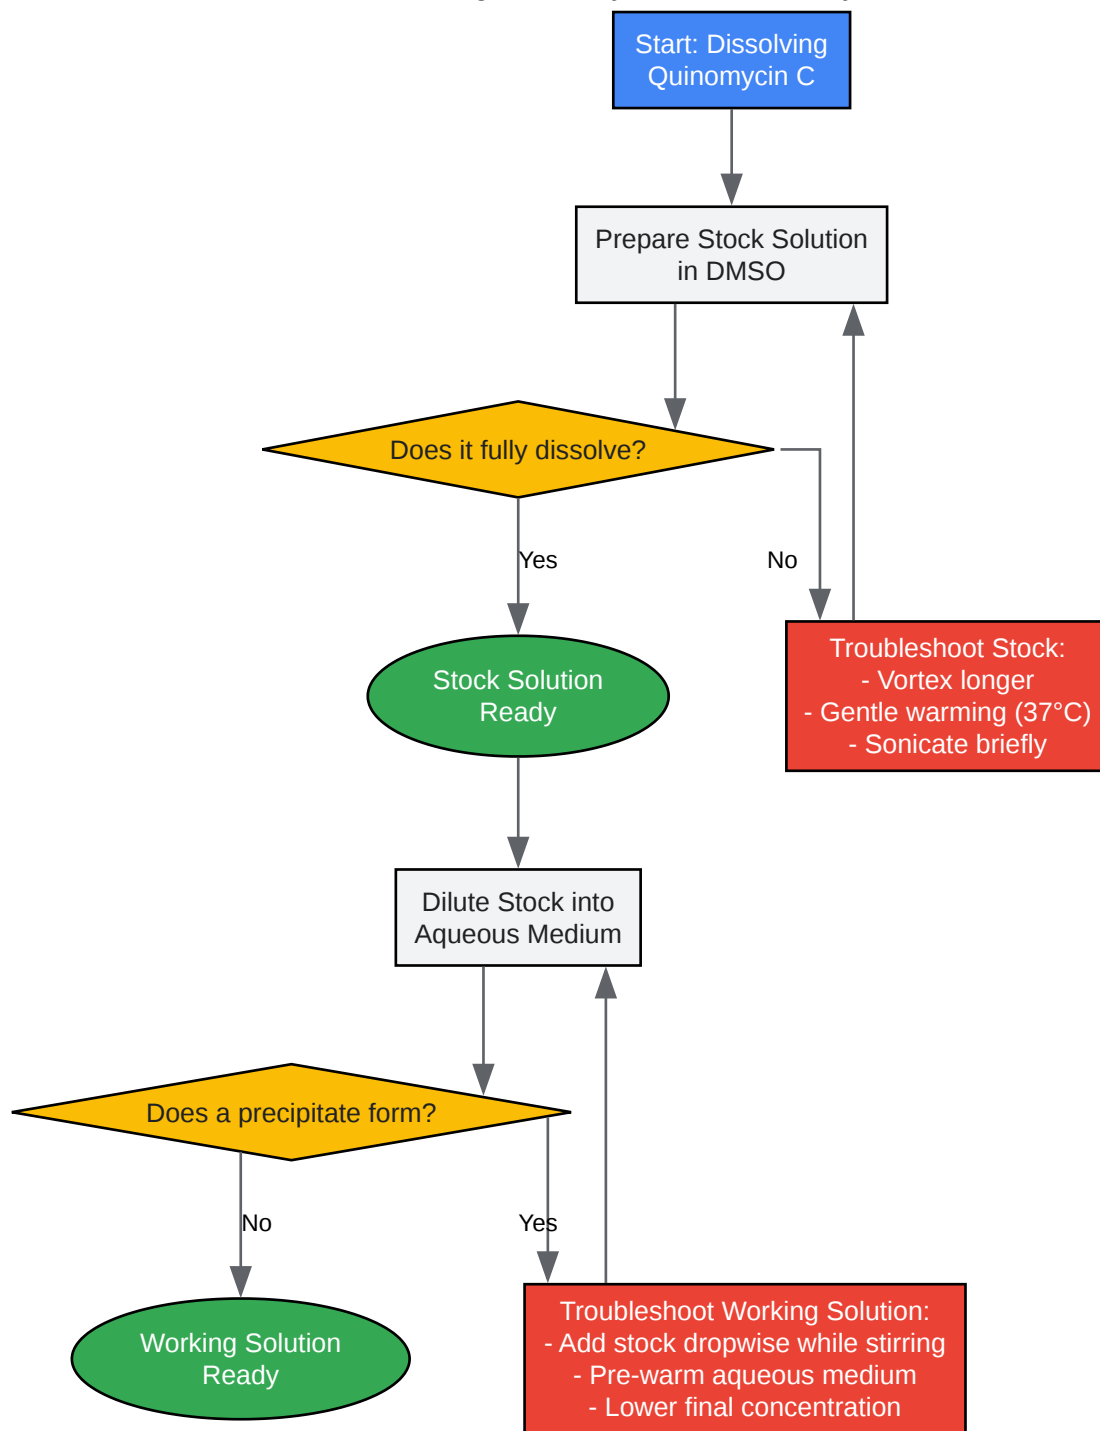 Start: Dissolving
Quinomycin C
Prepare Stock Solution
in DMSO
Does it fully dissolve?
Yes
No
Stock Solution
Ready
Troubleshoot Stock:
- Vortex longer
- Gentle warming (37°C)
- Sonicate briefly
Dilute Stock into
Aqueous Medium
Does a precipitate form?
No
Yes
Working Solution
Ready
Troubleshoot Working Solution:
- Add stock dropwise while stirring
- Pre-warm aqueous medium
- Lower final concentration